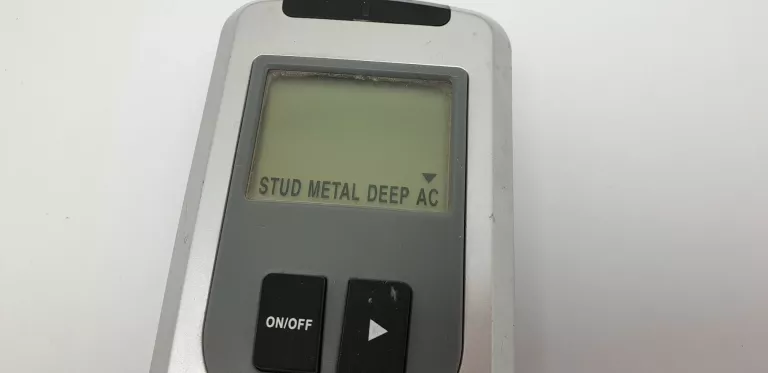 STUD METAL DEEP AC
ON/OFF